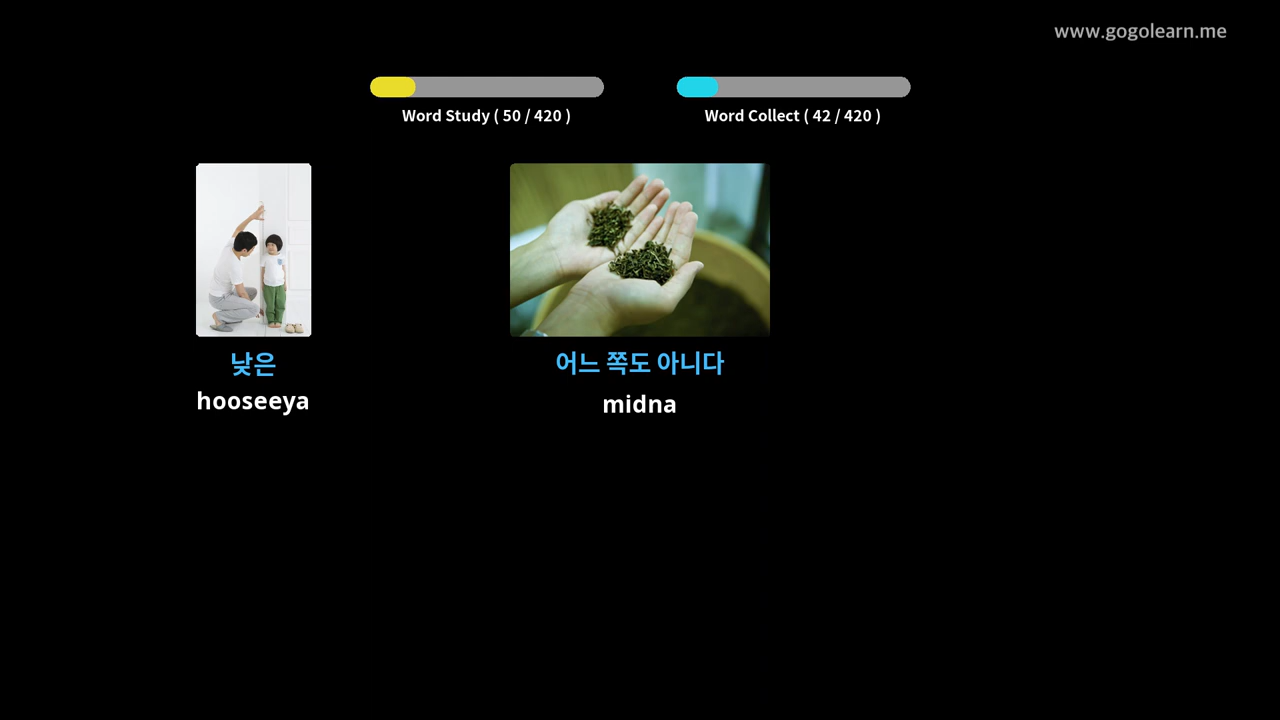 www.gogolearn.me
Word Study ( 50 / 420 )
Word Collect ( 42 / 420 )
낮은
hooseeya
어느 쪽도 아니다
midna